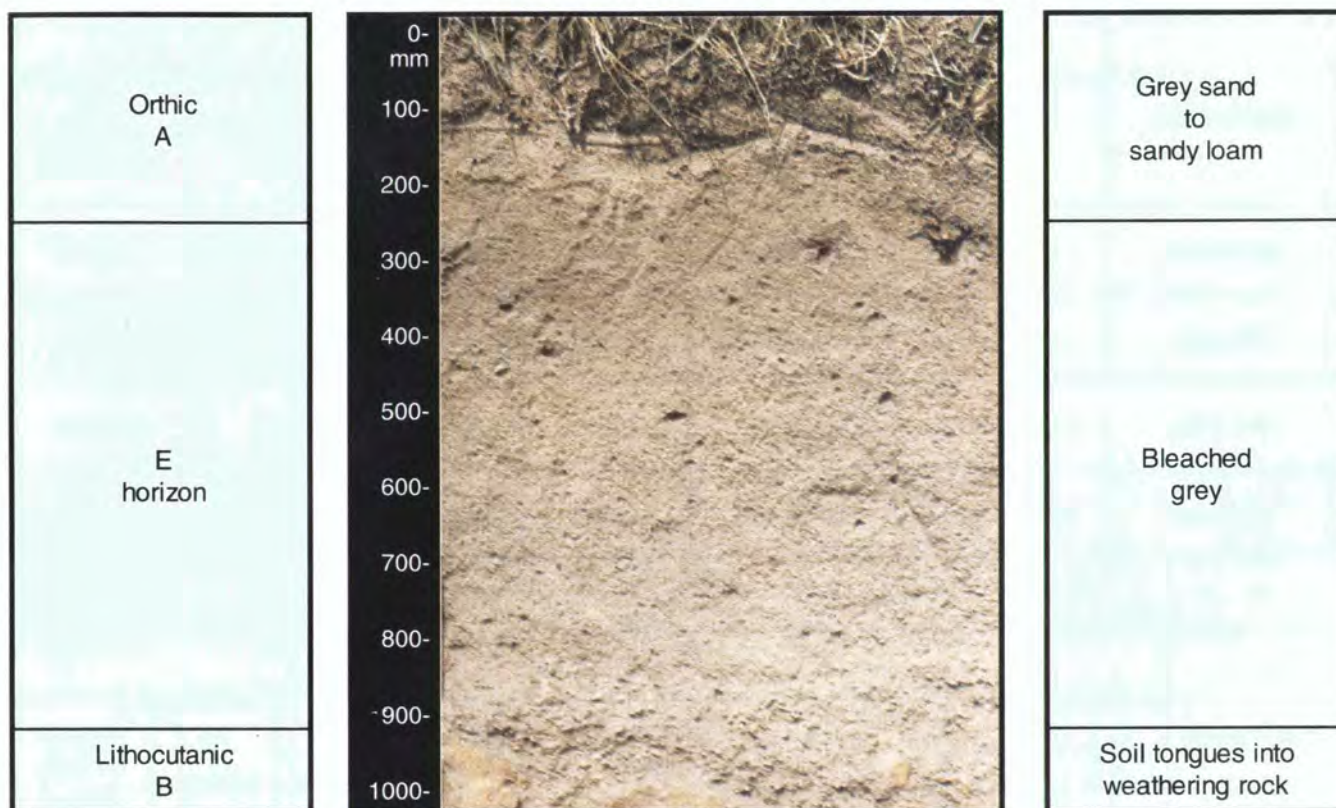 Orthic
A
E
horizon
Lithocutanic
B
0-
mm
100-
200-
300-
400-
500-
600-
700-
800-
900-
1000-
Grey sand
to
sandy loam
Bleached
grey
Soil tongues into
weathering rock